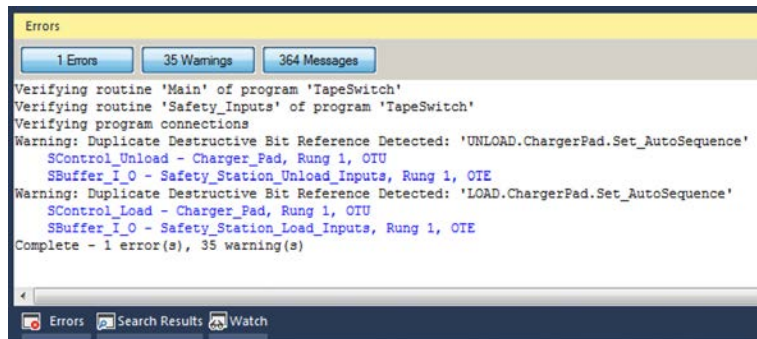 Errors
1 Errors 35 Warnings 364 Messages
Verifying routine 'Main' of program 'TapeSwitch'
Verifying routine 'Safety_Inputs' of program 'TapeSwitch'
Verifying program connections
Warning: Duplicate Destructive Bit Reference Detected: 'UNLOAD.ChargerPad.Set_AutoSequence'
SControl_Unload - Charger_Pad, Rung 1, OTU
SBuffer_I_O - Safety_Station_Unload_Inputs, Rung 1, OTE
Warning: Duplicate Destructive Bit Reference Detected: 'LOAD.ChargerPad.Set_AutoSequence'
SControl_Load - Charger_Pad, Rung 1, OTU
SBuffer_I_O - Safety_Station_Load_Inputs, Rung 1, OTE
Complete - 1 error(s), 35 warning(s)
Errors Search Results Watch